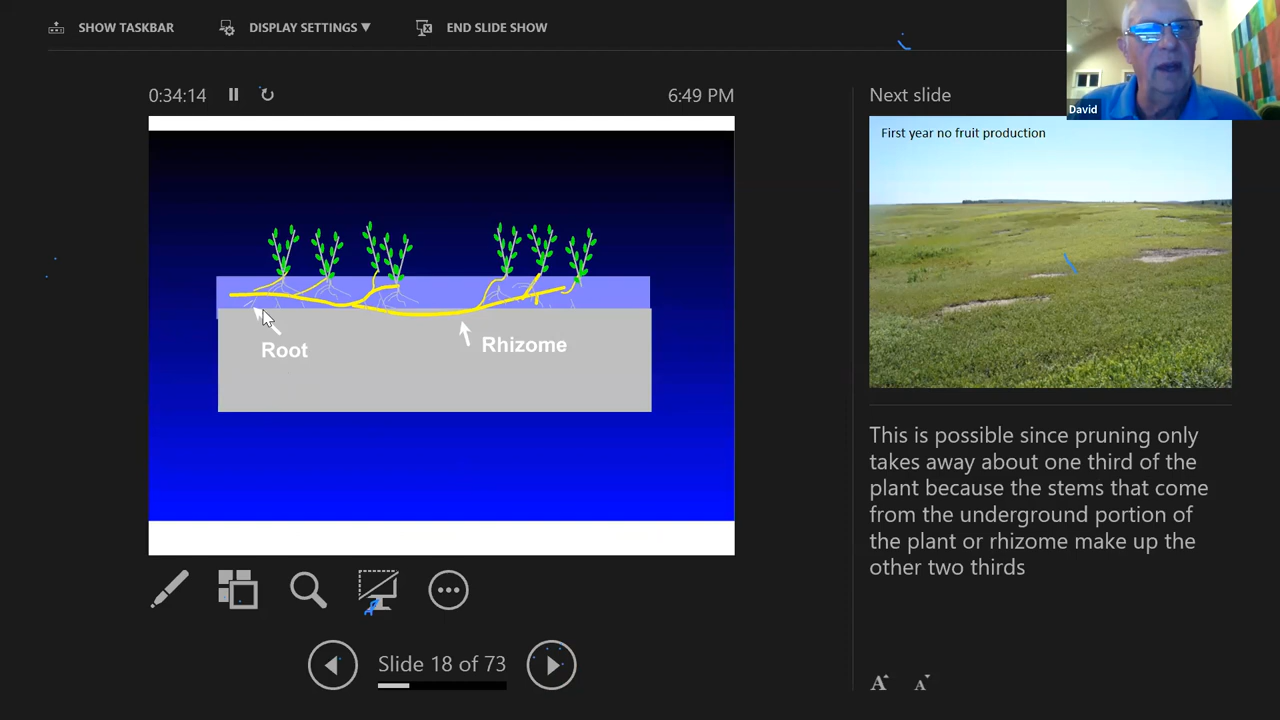 SHOW TASKBAR
DISPLAY SETTINGS ▼
END SLIDE SHOW
0:34:14
6:49 PM
Next slide
David
First year no fruit production
Root
Rhizome
This is possible since pruning only
takes away about one third of the
plant because the stems that come
from the underground portion of
the plant or rhizome make up the
other two thirds
Slide 18 of 73
A A